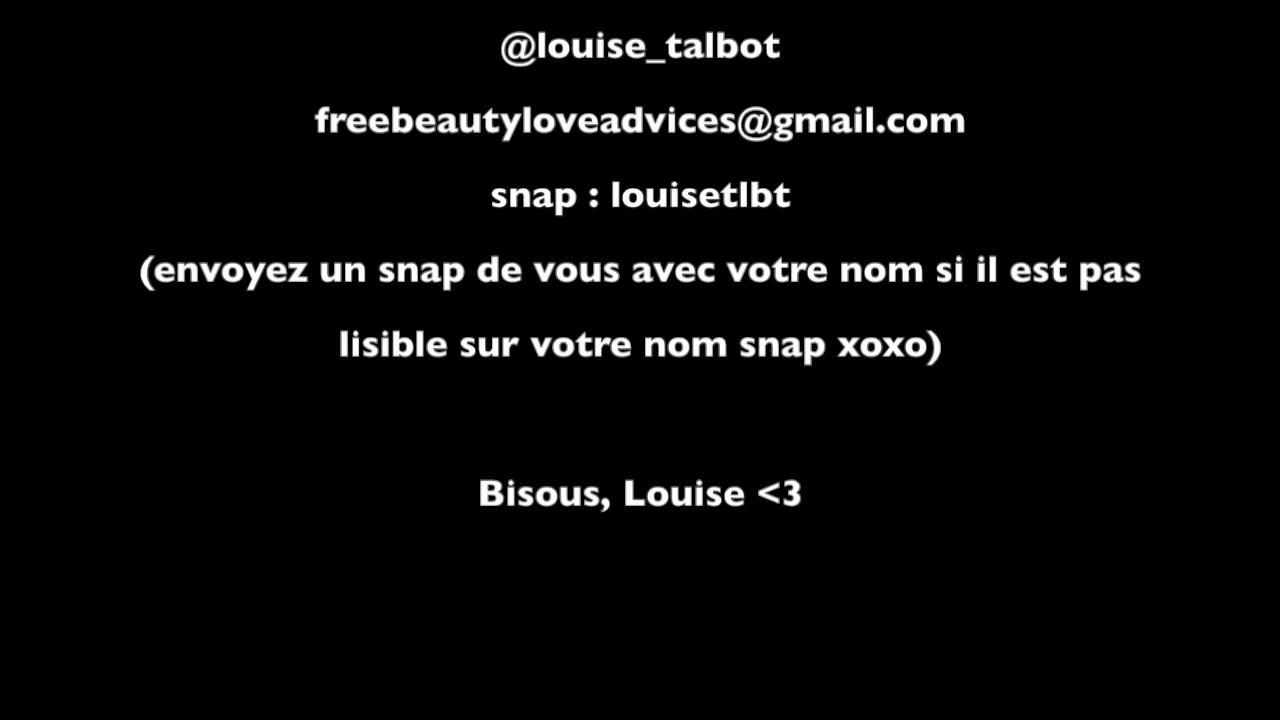 @louise_talbot
freebeautyloveadvices@gmail.com
snap : louisetlbt
(envoyez un snap de vous avec votre nom si il est pas
lisible sur votre nom snap xoxo)
Bisous, Louise <3